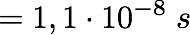 = 1,1 · 10⁻⁸ s